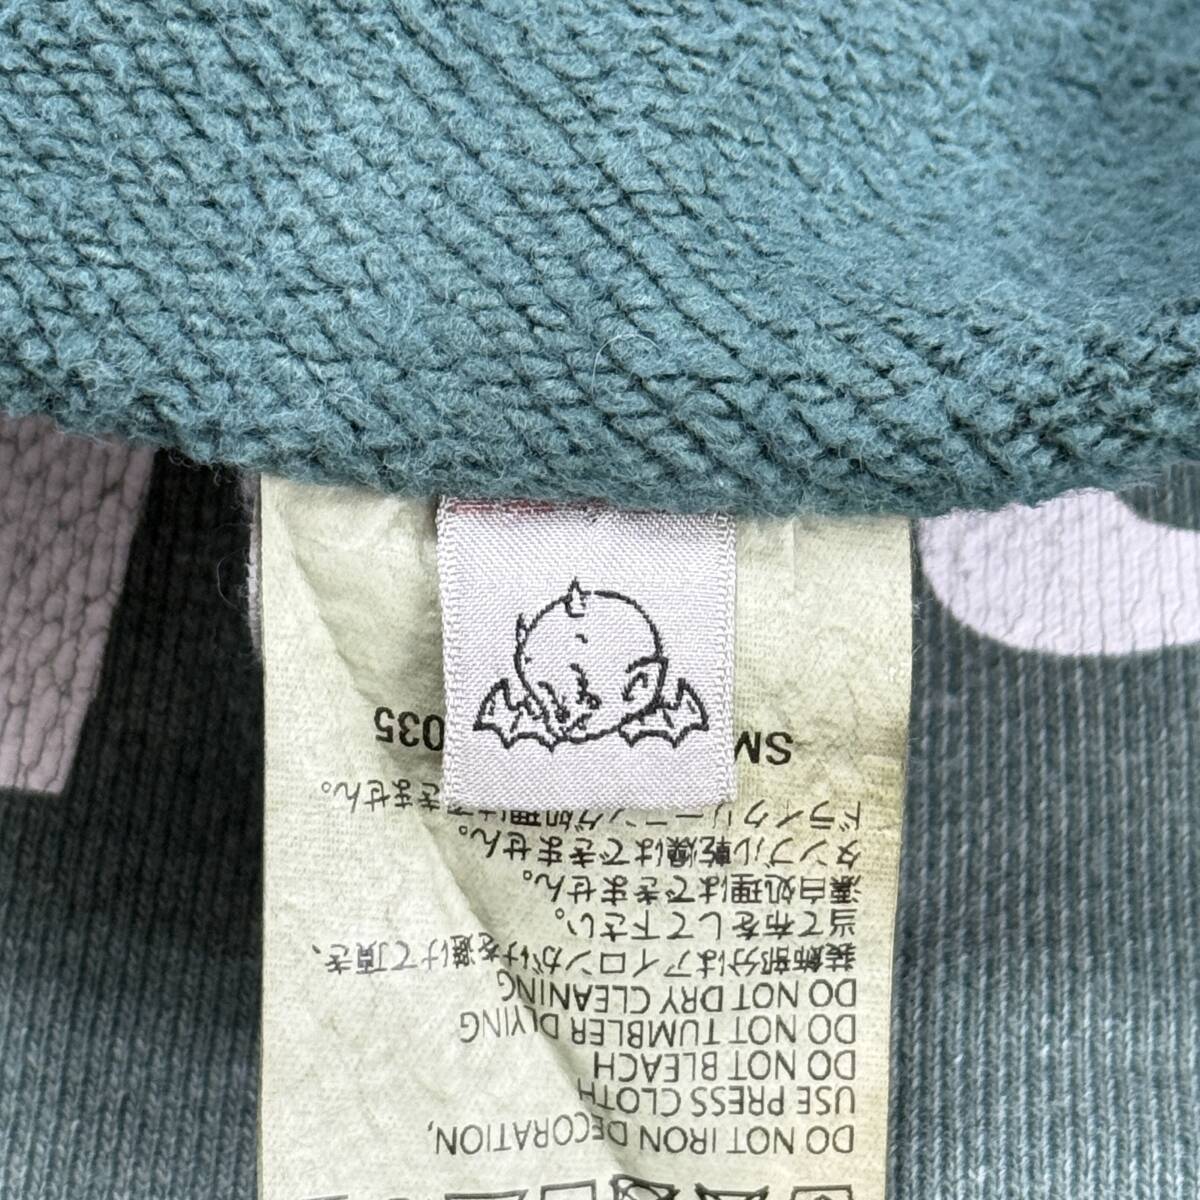 DO NOT IRON DECORATION,
USE PRESS CLOTH
DO NOT BLEACH
DO NOT TUMBLER DLYING
DO NOT DRY CLEANING
装飾部分はアイロンがけを避けて頂き、
当て布をして下さい。
漂白処理はできません。
タンブル乾燥はできません。
ドライクリーニング処理はできません。
SM 035